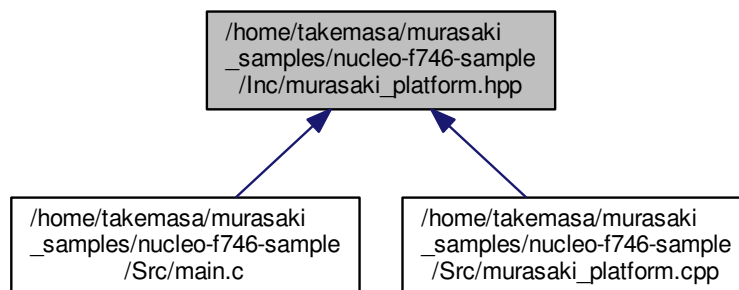 /home/takemasa/murasaki
_samples/nucleo-f746-sample
/Inc/murasaki_platform.hpp
/home/takemasa/murasaki
_samples/nucleo-f746-sample
/Src/main.c
/home/takemasa/murasaki
_samples/nucleo-f746-sample
/Src/murasaki_platform.cpp